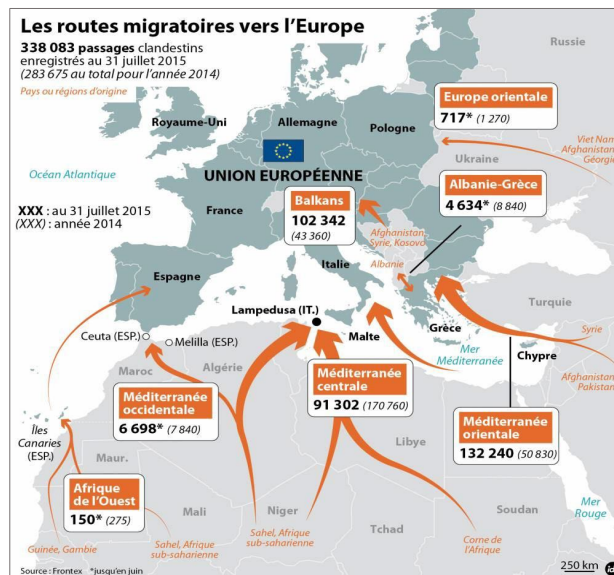 Les routes migratoires vers l'Europe
338 083 passages clandestins
enregistrés au 31 juillet 2015
(283 675 au total pour l'année 2014)
Pays ou régions d'origine
Russie
Europe orientale
717* (1 270)
Viet Nam
Afghanistan
Géorgie
Royaume-Uni
Allemagne
Pologne
Ukraine
Océan Atlantique
UNION EUROPÉENNE
Balkans
102 342
(43 360)
Albanie-Grèce
4 634* (8 840)
XXX : au 31 juillet 2015
(XXX) : année 2014
France
Afghanistan,
Syrie, Kosovo
Albanie
Italie
Espagne
Turquie
Lampedusa (IT.)
Malte
Grèce
Syrie
Ceuta (ESP.)
Melilla (ESP.)
Mer
Méditerranée
Chypre
Maroc
Algérie
Méditerranée
occidentale
6 698* (7 840)
Méditerranée
centrale
91 302 (170 760)
Afghanistan,
Pakistan
Méditerranée
orientale
132 240 (50 830)
Îles
Canaries
(ESP.)
Libye
Maur.
Afrique
de l'Ouest
150* (275)
Mali
Niger
Tchad
Soudan
Mer
Rouge
Guinée, Gambie
Sahel, Afrique
sub-saharienne
Sahel, Afrique
sub-saharienne
Corne de
l'Afrique
Source : Frontex *jusqu'en juin
250 km